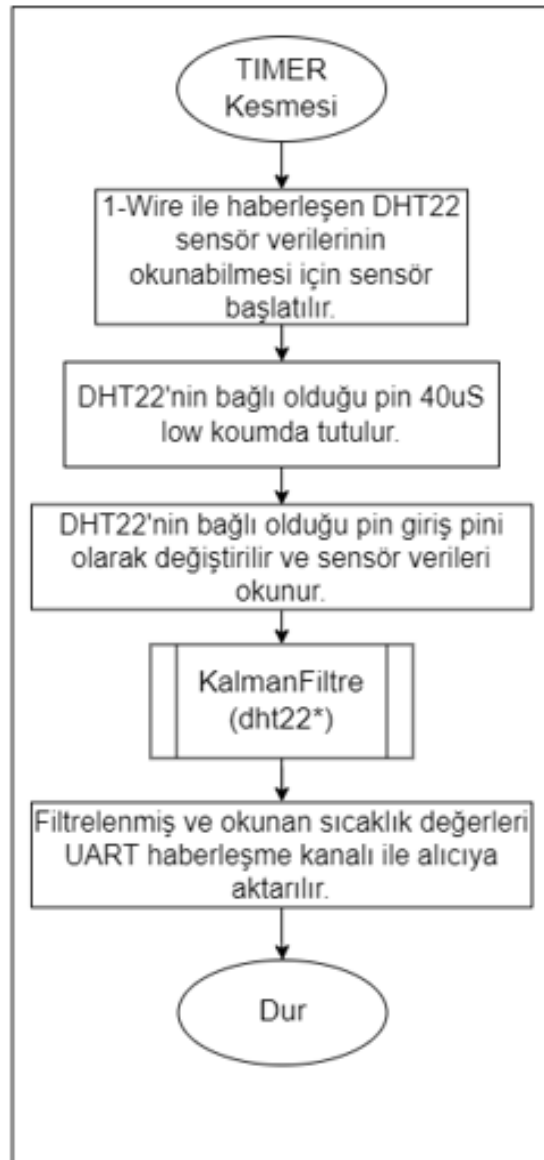 TIMER
Kesmesi
1-Wire ile haberleşen DHT22
sensör verilerinin
okunabilmesi için sensör
başlatılır.
DHT22'nin bağlı olduğu pin 40uS
low koumda tutulur.
DHT22'nin bağlı olduğu pin giriş pini
olarak değiştirilir ve sensör verileri
okunur.
KalmanFiltre
(dht22*)
Filtrelenmiş ve okunan sıcaklık değerleri
UART haberleşme kanalı ile alıcıya
aktarılır.
Dur